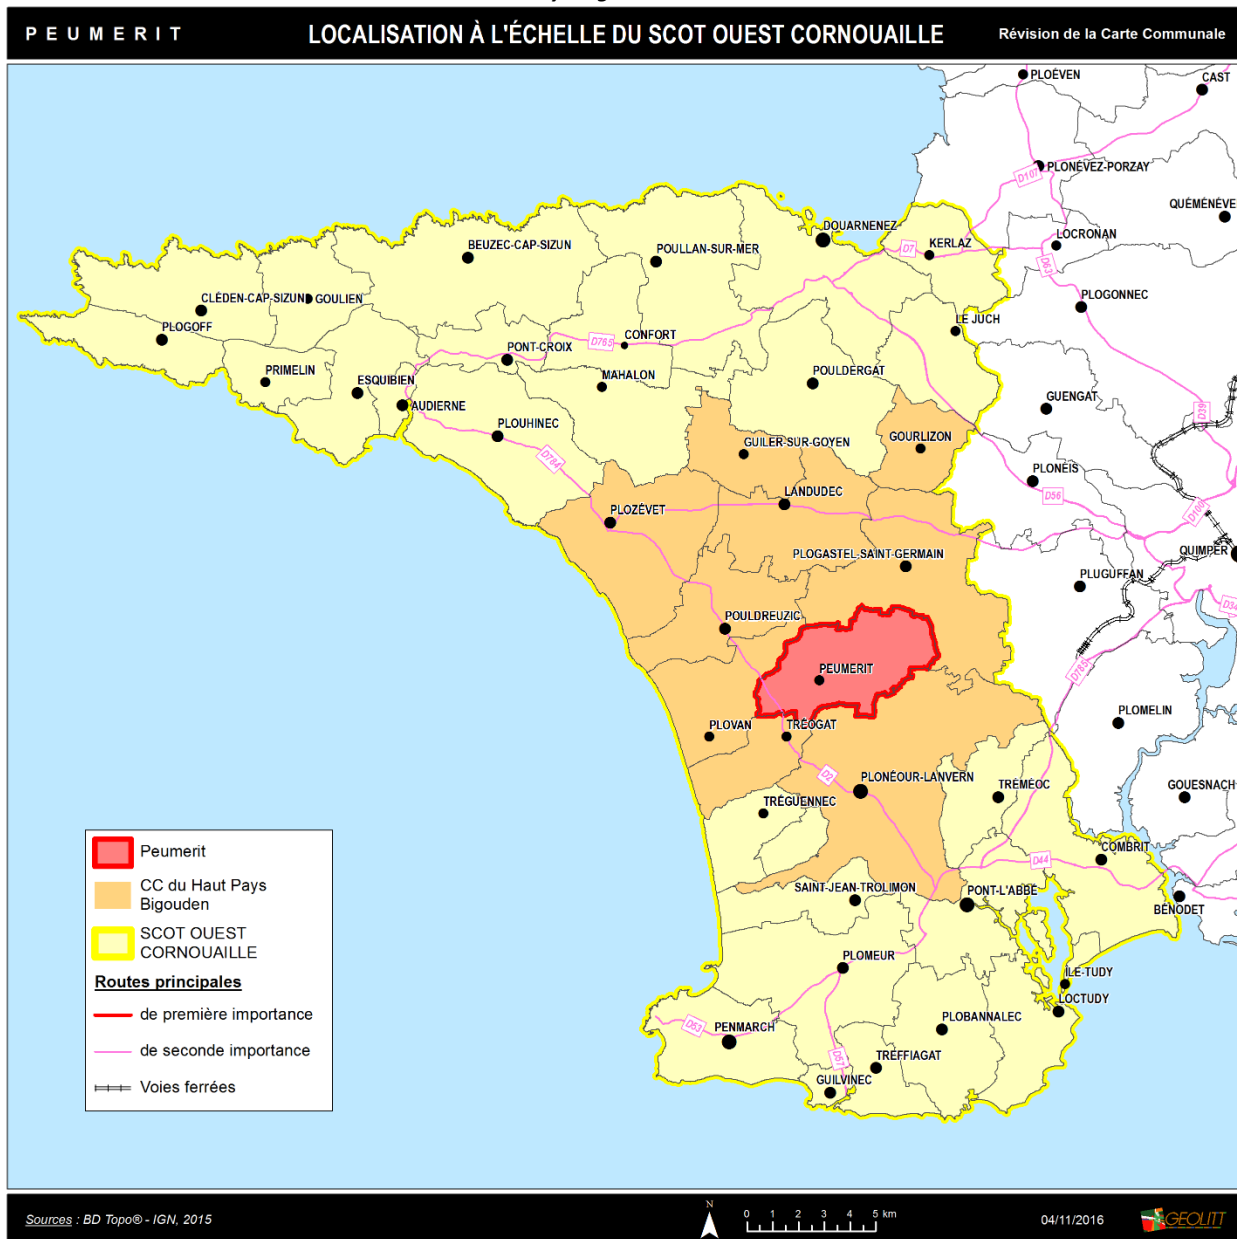 PEUMERIT
LOCALISATION À L'ÉCHELLE DU SCOT OUEST CORNOUAILLE
Révision de la Carte Communale
PLOÉVEN
CAST
PLONÉVEZ-PORZAY
D107
QUÉMÉNÉVE
DOUARNENEZ
BEUZEC-CAP-SIZUN
POULLAN-SUR-MER
KERLAZ
D7
LOCRONAN
D63
CLÉDEN-CAP-SIZUN
GOULIEN
PLOGONNEC
PLOGOFF
LE JUCH
D765
CONFORT
PONT-CROIX
PRIMELIN
MAHALON
POULDERGAT
ESQUIBIEN
AUDIERNE
GUENGAT
D39
PLOUHINEC
GUILER-SUR-GOYEN
GOURLIZON
D784
PLONÉIS
LANDUDEC
D56
D100
PLOZÉVET
QUIMPER
PLOGASTEL-SAINT-GERMAIN
PLUGUFFAN
D34
POULDREUZIC
PEUMERIT
D785
PLOMELIN
PLOVAN
TRÉOGAT
D2
PLONÉOUR-LANVERN
TRÉMÉOC
GOUESNACH
TRÉGUENNEC
COMBRIT
D44
SAINT-JEAN-TROLIMON
PONT-L'ABBÉ
BÉNODET
PLOMEUR
ÎLE-TUDY
LOCTUDY
D53
PENMARCH
PLOBANNALEC
D57
TRÉFFIAGAT
GUILVINEC
Peumerit
CC du Haut Pays
Bigouden
SCOT OUEST
CORNOUAILLE
Routes principales
de première importance
de seconde importance
Voies ferrées
Sources : BD Topo® - IGN, 2015
N
0 1 2 3 4 5 km
04/11/2016
GEOLITT